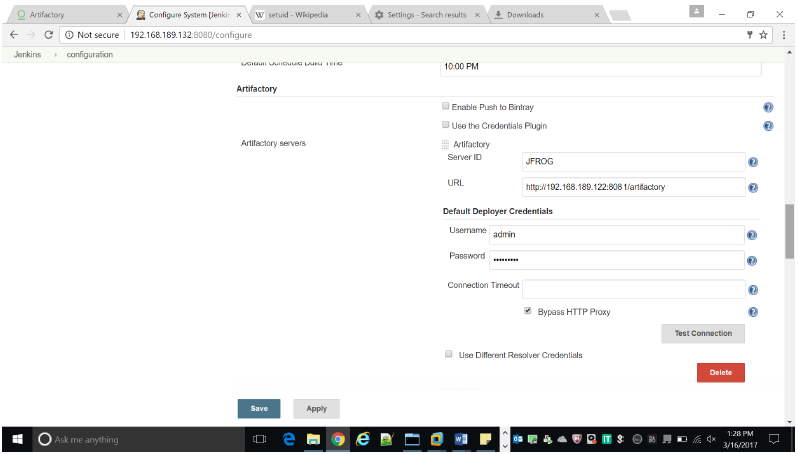 Artifactory
Configure System [Jenki
setuid - Wikipedia
Settings - Search results
Downloads
Not secure 192.168.189.132:8080/configure
Jenkins configuration
Default Schedule Build Time
10:00 PM
Artifactory
Enable Push to Bintray
Use the Credentials Plugin
Artifactory servers
Artifactory
Server ID
JFROG
URL
http://192.168.189.122:8081/artifactory
Default Deployer Credentials
Username
admin
Password
•••••••••
Connection Timeout
Bypass HTTP Proxy
Test Connection
Use Different Resolver Credentials
Delete
Save
Apply
Ask me anything
1:28 PM
3/16/2017